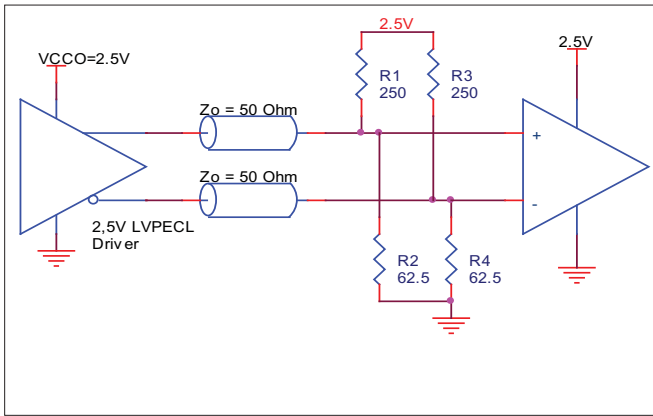 2.5V
VCCO=2.5V
2.5V
R1
250
R3
250
Zo = 50 Ohm
+
Zo = 50 Ohm
-
2,5V LVPECL
Driver
R2
62.5
R4
62.5